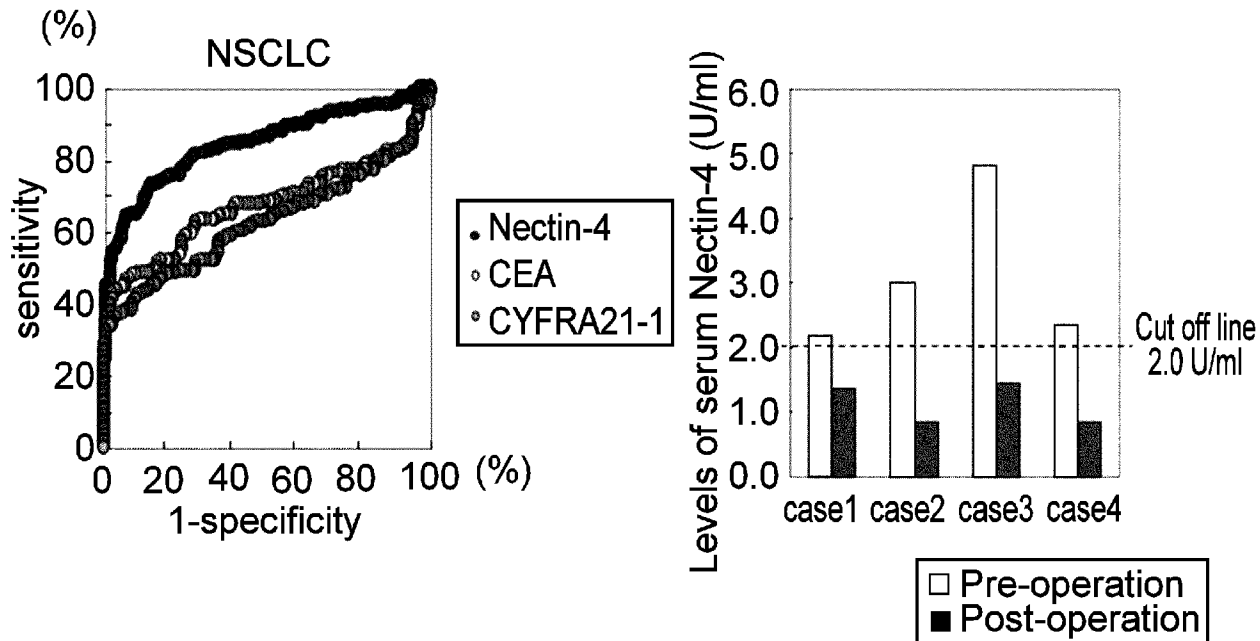 (%)
NSCLC
100
80
60
40
20
0
sensitivity
0 20 40 60 80 100 (%)
1-specificity
Nectin-4
CEA
CYFRA21-1
Levels of serum Nectin-4 (U/ml)
6.0
5.0
4.0
3.0
2.0
1.0
0.0
Cut off line
2.0 U/ml
case1 case2 case3 case4
Pre-operation
Post-operation